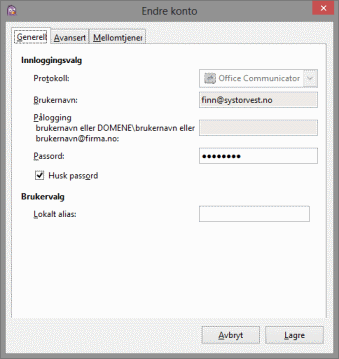 Endre konto
Generelt Avansert Mellomtjener
Innloggingsvalg
Protokoll: Office Communicator
Brukernavn: finn@systorvest.no
Pålogging
brukernavn eller DOMENE\brukernavn eller
brukernavn@firma.no:
Passord: ●●●●●●●●
Husk passord
Brukervalg
Lokalt alias:
Avbryt Lagre